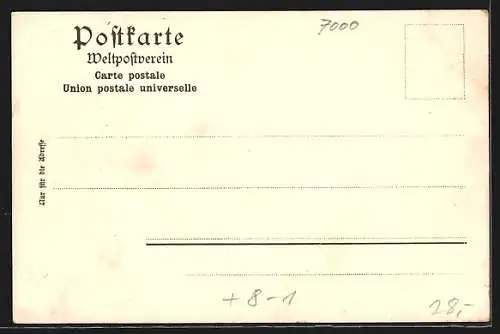 7000
Postkarte
Weltpostverein
Carte postale
Union postale universelle
Nur für die Adresse
+ 8 - 1
28,-